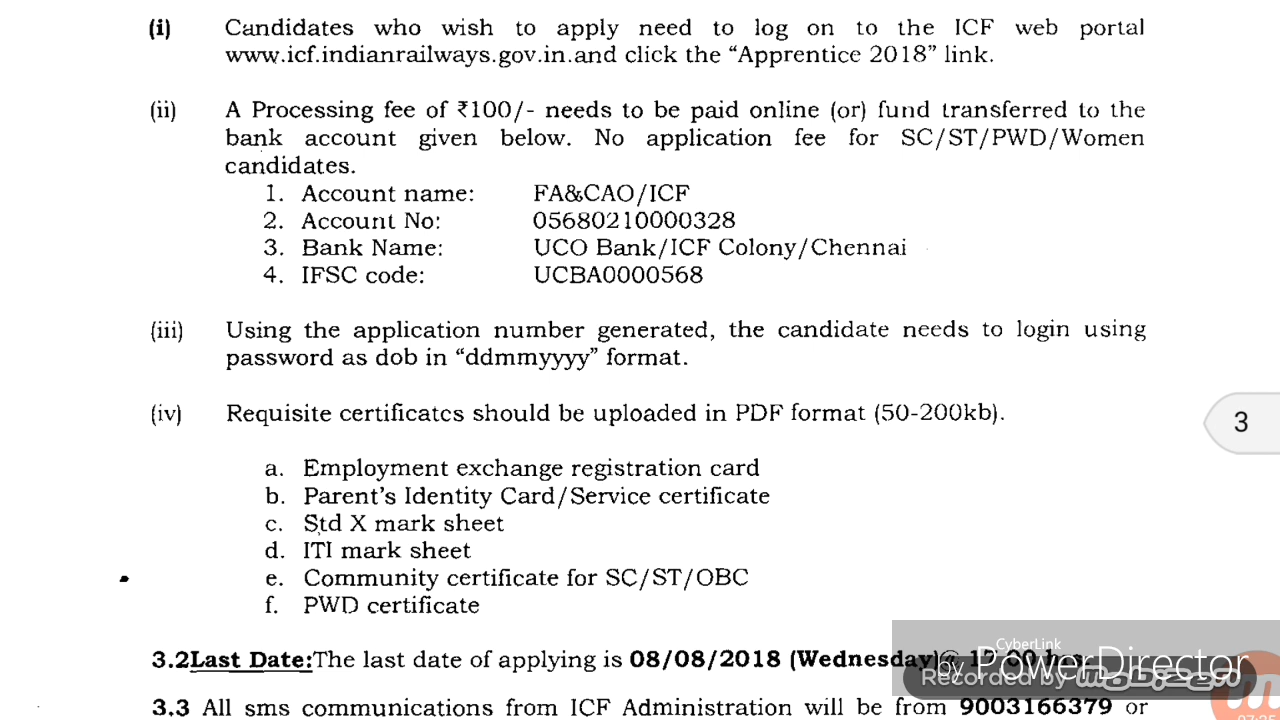 (i) Candidates who wish to apply need to log on to the ICF web portal
www.icf.indianrailways.gov.in.and click the “Apprentice 2018” link.
(ii) A Processing fee of ₹100/- needs to be paid online (or) fund transferred to the
bank account given below. No application fee for SC/ST/PWD/Women
candidates.
1. Account name: FA&CAO/ICF
2. Account No: 05680210000328
3. Bank Name: UCO Bank/ICF Colony/Chennai
4. IFSC code: UCBA0000568
(iii) Using the application number generated, the candidate needs to login using
password as dob in “ddmmyyyy” format.
3
(iv) Requisite certificates should be uploaded in PDF format (50-200kb).
a. Employment exchange registration card
b. Parent’s Identity Card/Service certificate
c. Std X mark sheet
d. ITI mark sheet
e. Community certificate for SC/ST/OBC
f. PWD certificate
3.2Last Date:The last date of applying is 08/08/2018 (Wednesday)@
CyberLink
by PowerDirector
Recorded by
3.3 All sms communications from ICF Administration will be from 9003166379 or